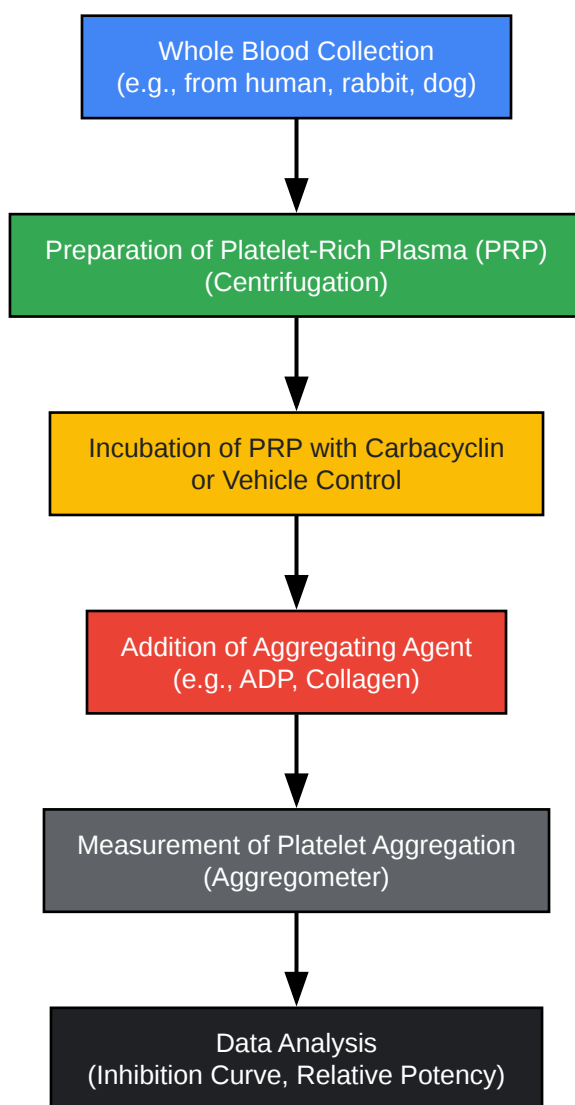 Whole Blood Collection
(e.g., from human, rabbit, dog)
Preparation of Platelet-Rich Plasma (PRP)
(Centrifugation)
Incubation of PRP with Carbacyclin
or Vehicle Control
Addition of Aggregating Agent
(e.g., ADP, Collagen)
Measurement of Platelet Aggregation
(Aggregometer)
Data Analysis
(Inhibition Curve, Relative Potency)